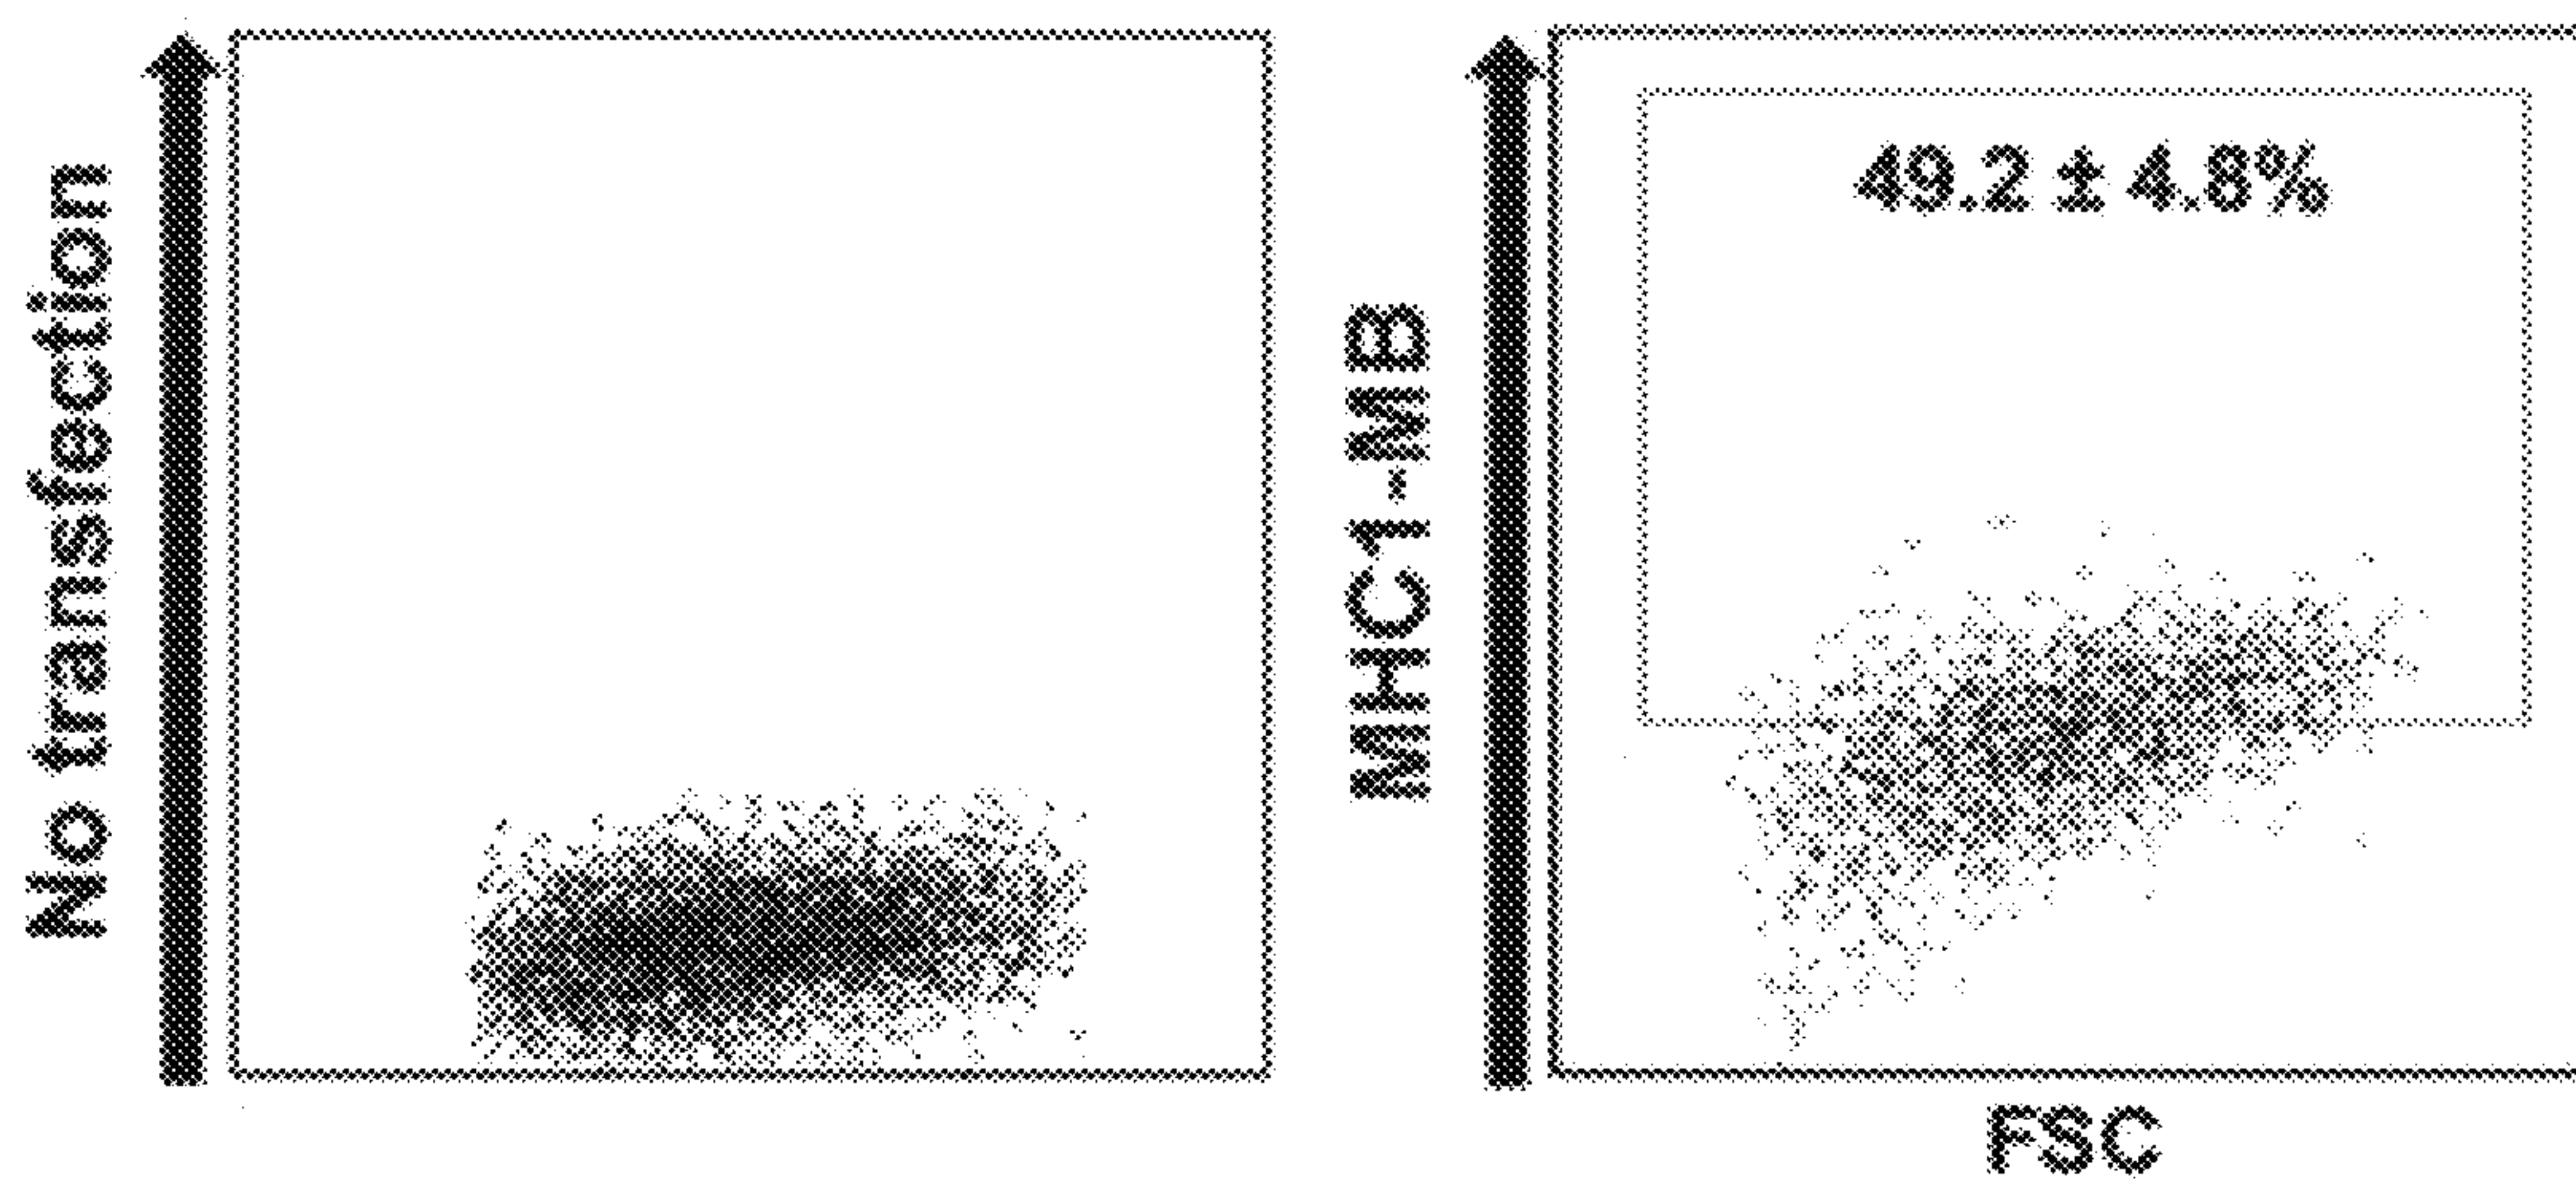 No transfection
MHC1-MB
49.2 ± 4.8%
FSC